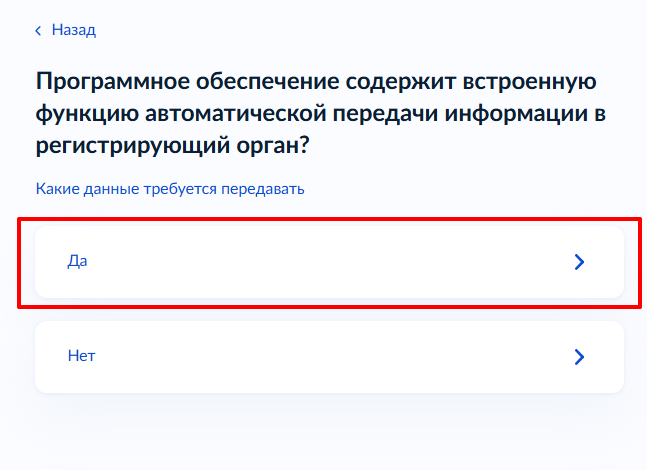 Назад
Программное обеспечение содержит встроенную
функцию автоматической передачи информации в
регистрирующий орган?
Какие данные требуется передавать
Да
Нет